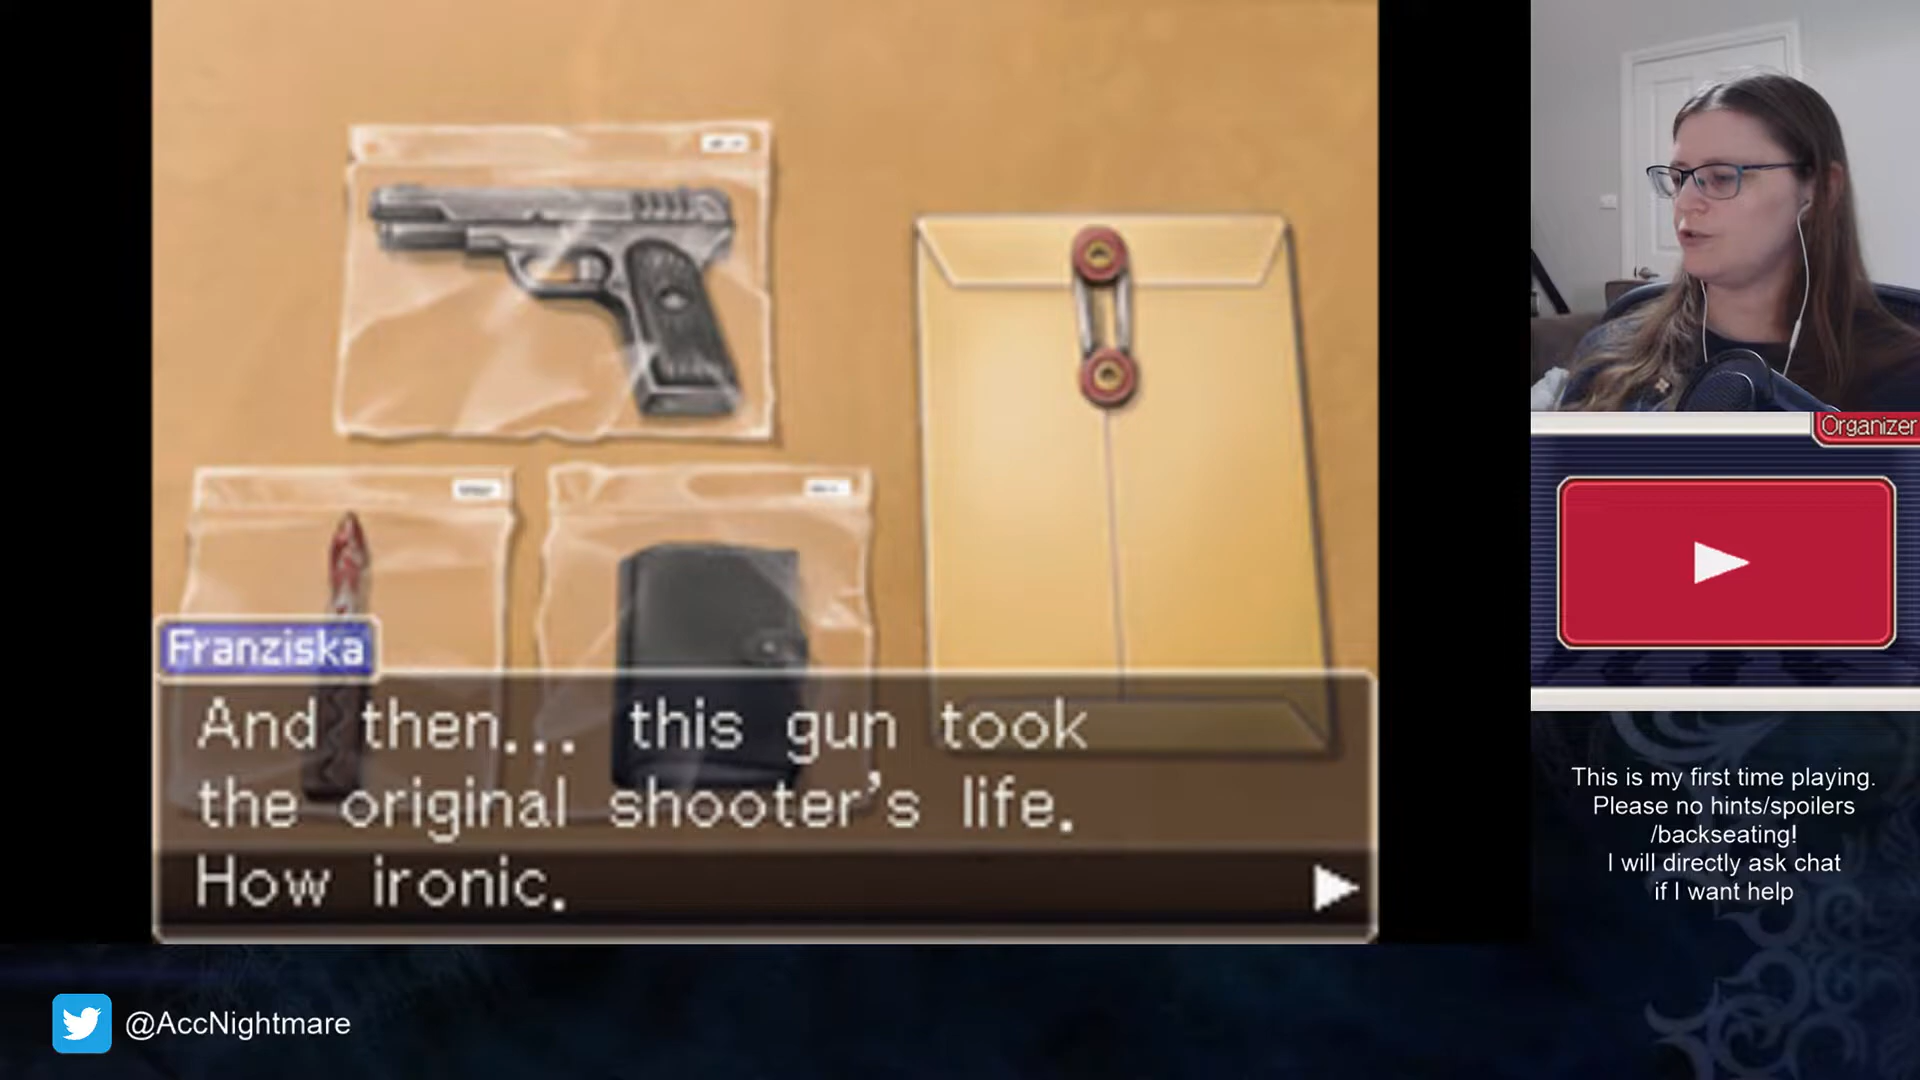 Organizer
Franziska
And then... this gun took
the original shooter's life.
How ironic.
This is my first time playing.
Please no hints/spoilers
/backseating!
I will directly ask chat
if I want help
@AccNightmare